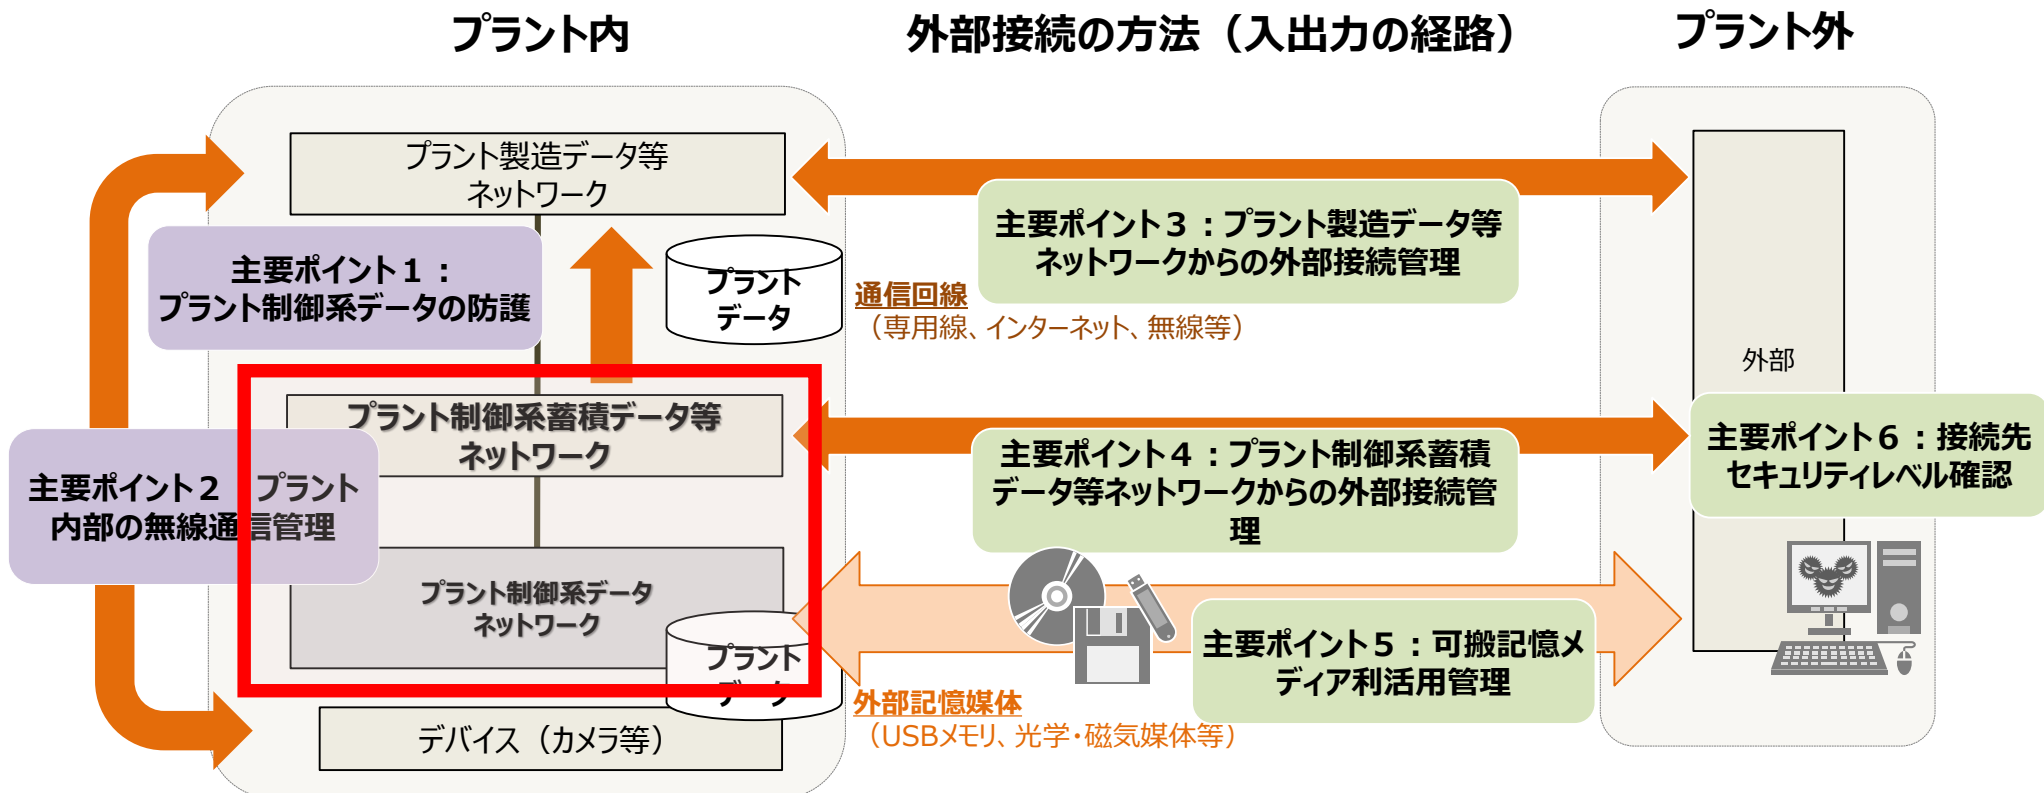 プラント内
外部接続の方法（入出力の経路）
プラント外
プラント製造データ等
ネットワーク
主要ポイント１：
プラント制御系データの防護
プラント
データ
通信回線
（専用線、インターネット、無線等）
主要ポイント３：プラント製造データ等
ネットワークからの外部接続管理
外部
プラント制御系蓄積データ等
ネットワーク
主要ポイント２　プラント
内部の無線通信管理
主要ポイント４：プラント制御系蓄積
データ等ネットワークからの外部接続管
理
主要ポイント６：接続先
セキュリティレベル確認
プラント制御系データ
ネットワーク
プラント
データ
主要ポイント５：可搬記憶メ
ディア利活用管理
外部記憶媒体
（USBメモリ、光学・磁気媒体等）
デバイス（カメラ等）